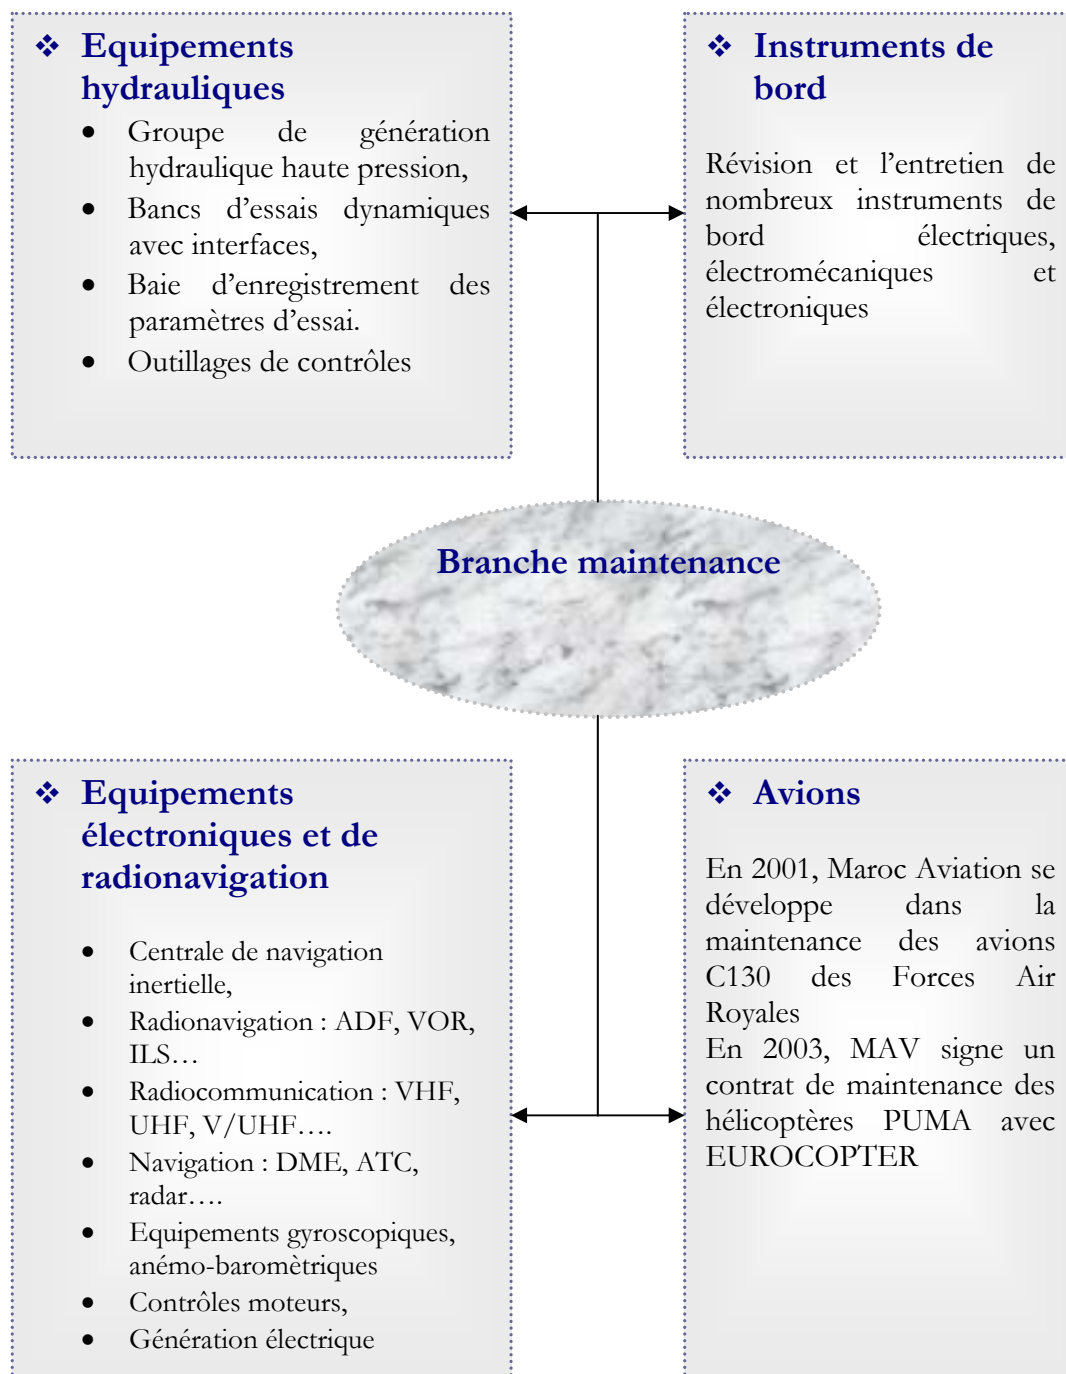 ❖ Equipements
hydrauliques
• Groupe de génération
hydraulique haute pression,
• Bancs d'essais dynamiques
avec interfaces,
• Baie d'enregistrement des
paramètres d'essai.
• Outillages de contrôles
❖ Instruments de
bord
Révision et l'entretien de
nombreux instruments de
bord électriques,
électromécaniques et
électroniques
Branche maintenance
❖ Equipements
électroniques et de
radionavigation
• Centrale de navigation
inertielle,
• Radionavigation : ADF, VOR,
ILS…
• Radiocommunication : VHF,
UHF, V/UHF….
• Navigation : DME, ATC,
radar….
• Equipements gyroscopiques,
anémo-baromètriques
• Contrôles moteurs,
• Génération électrique
❖ Avions
En 2001, Maroc Aviation se
développe dans la
maintenance des avions
C130 des Forces Air
Royales
En 2003, MAV signe un
contrat de maintenance des
hélicoptères PUMA avec
EUROCOPTER